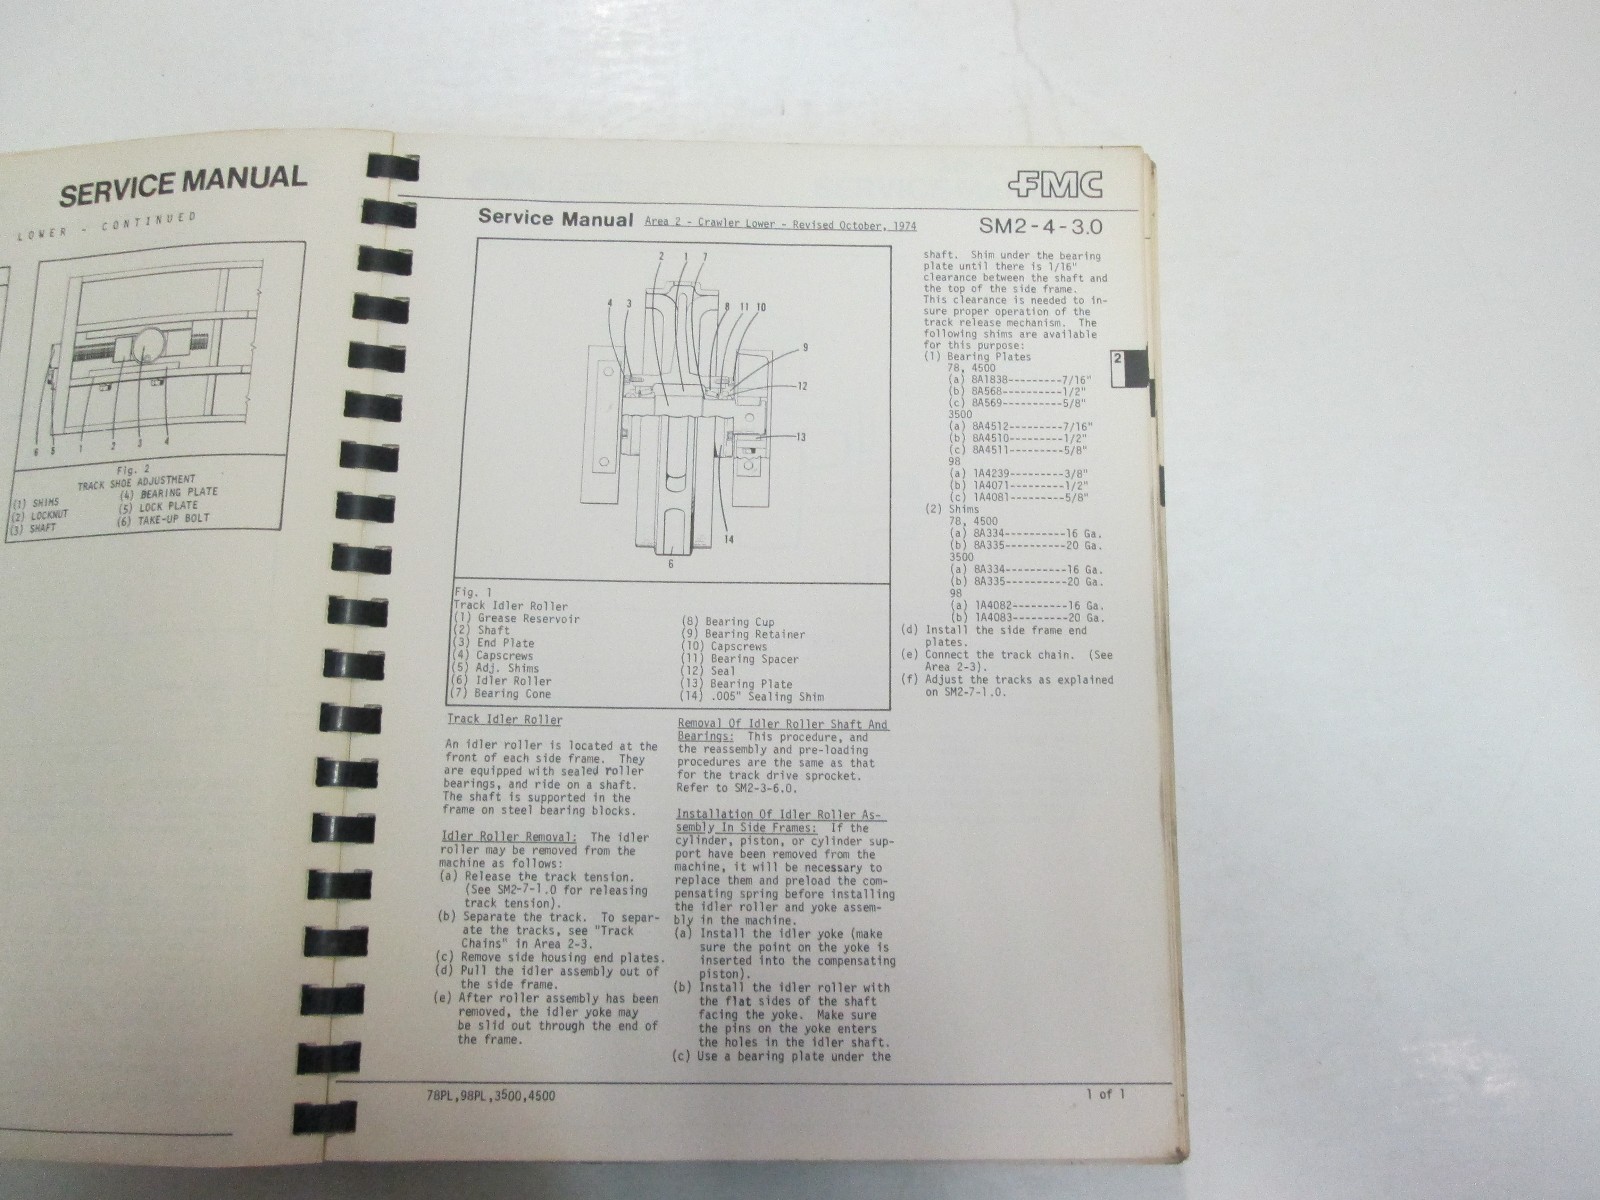 SERVICE MANUAL
LOWER - CONTINUED
6 5 1 2 3 4
Fig. 2
TRACK SHOE ADJUSTMENT
(1) SHIMS
(2) LOCKNUT
(3) SHAFT
(4) BEARING PLATE
(5) LOCK PLATE
(6) TAKE-UP BOLT
FMC
Service Manual Area 2 - Crawler Lower - Revised October, 1974
SM2-4-3.0
2 1 7
4 3 8 11 10
9
12
13
14
6
Fig. 1
Track Idler Roller
(1) Grease Reservoir
(2) Shaft
(3) End Plate
(4) Capscrews
(5) Adj. Shims
(6) Idler Roller
(7) Bearing Cone
(8) Bearing Cup
(9) Bearing Retainer
(10) Capscrews
(11) Bearing Spacer
(12) Seal
(13) Bearing Plate
(14) .005" Sealing Shim
Track Idler Roller
An idler roller is located at the
front of each side frame. They
are equipped with sealed roller
bearings, and ride on a shaft.
The shaft is supported in the
frame on steel bearing blocks.
Idler Roller Removal: The idler
roller may be removed from the
machine as follows:
(a) Release the track tension.
(See SM2-7-1.0 for releasing
track tension).
(b) Separate the track. To separ-
ate the tracks, see "Track
Chains" in Area 2-3.
(c) Remove side housing end plates.
(d) Pull the idler assembly out of
the side frame.
(e) After roller assembly has been
removed, the idler yoke may
be slid out through the end of
the frame.
Removal Of Idler Roller Shaft And
Bearings: This procedure, and
the reassembly and pre-loading
procedures are the same as that
for the track drive sprocket.
Refer to SM2-3-6.0.
Installation Of Idler Roller As-
sembly In Side Frames: If the
cylinder, piston, or cylinder sup-
port have been removed from the
machine, it will be necessary to
replace them and preload the com-
pensating spring before installing
the idler roller and yoke assem-
bly in the machine.
(a) Install the idler yoke (make
sure the point on the yoke is
inserted into the compensating
piston).
(b) Install the idler roller with
the flat sides of the shaft
facing the yoke. Make sure
the pins on the yoke enters
the holes in the idler shaft.
(c) Use a bearing plate under the
shaft. Shim under the bearing
plate until there is 1/16"
clearance between the shaft and
the top of the side frame.
This clearance is needed to in-
sure proper operation of the
track release mechanism. The
following shims are available
for this purpose:
(1) Bearing Plates
78, 4500
(a) 8A1838---------7/16"
(b) 8A568----------1/2"
(c) 8A569----------5/8"
3500
(a) 8A4512---------7/16"
(b) 8A4510---------1/2"
(c) 8A4511---------5/8"
98
(a) 1A4239---------3/8"
(b) 1A4071---------1/2"
(c) 1A4081---------5/8"
(2) Shims
78, 4500
(a) 8A334----------16 Ga.
(b) 8A335----------20 Ga.
3500
(a) 8A334----------16 Ga.
(b) 8A335----------20 Ga.
98
(a) 1A4082---------16 Ga.
(b) 1A4083---------20 Ga.
(d) Install the side frame end
plates.
(e) Connect the track chain. (See
Area 2-3).
(f) Adjust the tracks as explained
on SM2-7-1.0.
2
78PL,98PL,3500,4500
1 of 1